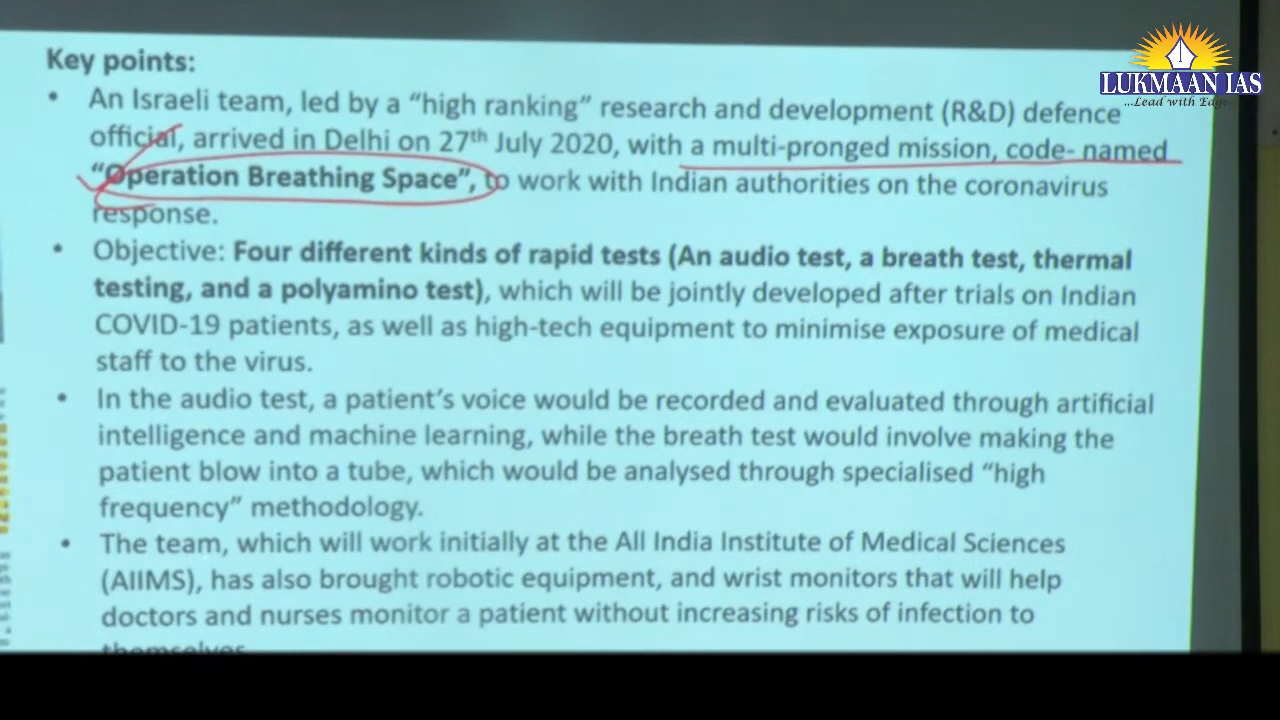 LUKMAAN IAS
...Lead with Edge
Key points:
• An Israeli team, led by a “high ranking” research and development (R&D) defence
official, arrived in Delhi on 27th July 2020, with a multi-pronged mission, code- named
“Operation Breathing Space”, to work with Indian authorities on the coronavirus
response.
• Objective: Four different kinds of rapid tests (An audio test, a breath test, thermal
testing, and a polyamino test), which will be jointly developed after trials on Indian
COVID-19 patients, as well as high-tech equipment to minimise exposure of medical
staff to the virus.
• In the audio test, a patient’s voice would be recorded and evaluated through artificial
intelligence and machine learning, while the breath test would involve making the
patient blow into a tube, which would be analysed through specialised “high
frequency” methodology.
• The team, which will work initially at the All India Institute of Medical Sciences
(AIIMS), has also brought robotic equipment, and wrist monitors that will help
doctors and nurses monitor a patient without increasing risks of infection to
themselves.